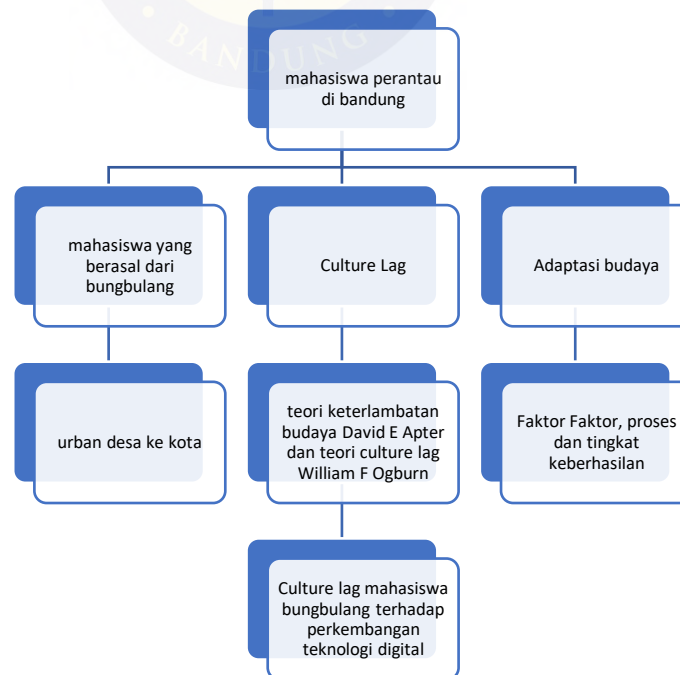 BANDUNG
mahasiswa perantau
di bandung
mahasiswa yang
berasal dari
bungbulang
Culture Lag
Adaptasi budaya
urban desa ke kota
teori keterlambatan
budaya David E Apter
dan teori culture lag
William F Ogburn
Faktor Faktor, proses
dan tingkat
keberhasilan
Culture lag mahasiswa
bungbulang terhadap
perkembangan
teknologi digital